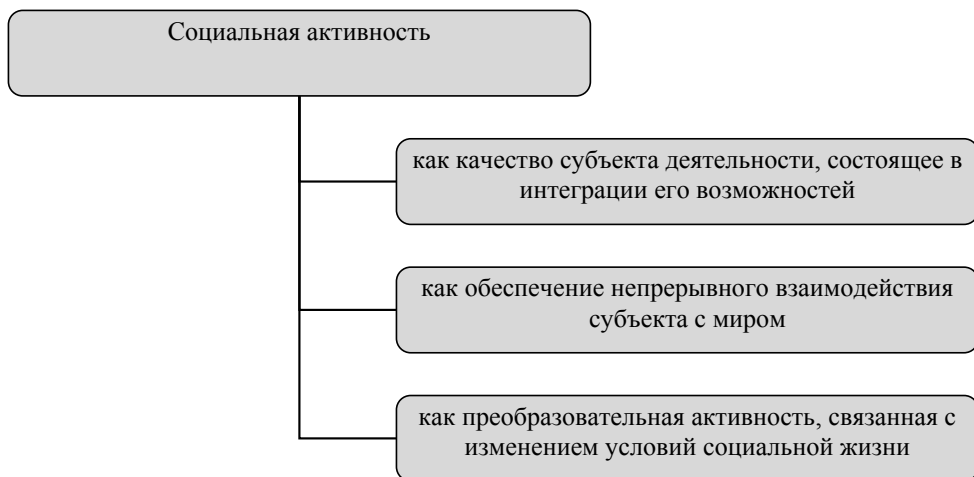 Социальная активность
как качество субъекта деятельности, состоящее в
интеграции его возможностей
как обеспечение непрерывного взаимодействия
субъекта с миром
как преобразовательная активность, связанная с
изменением условий социальной жизни